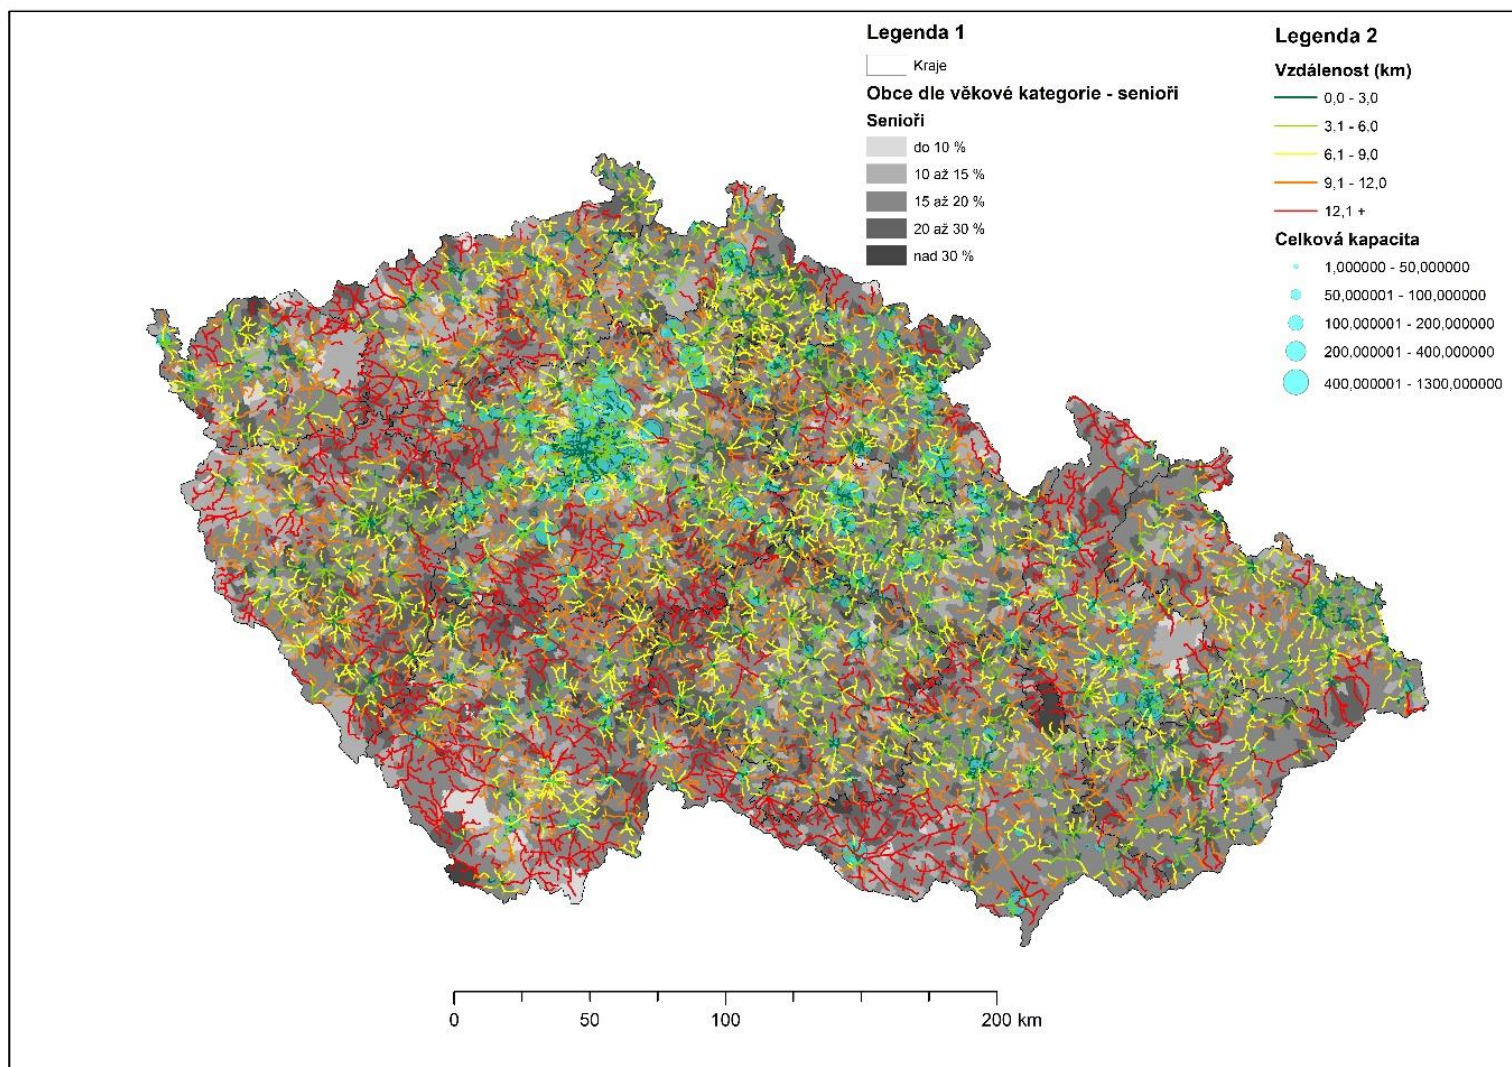 Legenda 1
Kraje
Obce dle věkové kategorie - senioři
Senioři
do 10 %
10 až 15 %
15 až 20 %
20 až 30 %
nad 30 %
Legenda 2
Vzdálenost (km)
0,0 - 3,0
3,1 - 6.0
6,1 - 9.0
9,1 - 12,0
12,1 +
Celková kapacita
1,000000 - 50,000000
50,000001 - 100,000000
100,000001 - 200,000000
200,000001 - 400,000000
400,000001 - 1300,000000
0 50 100 200 km